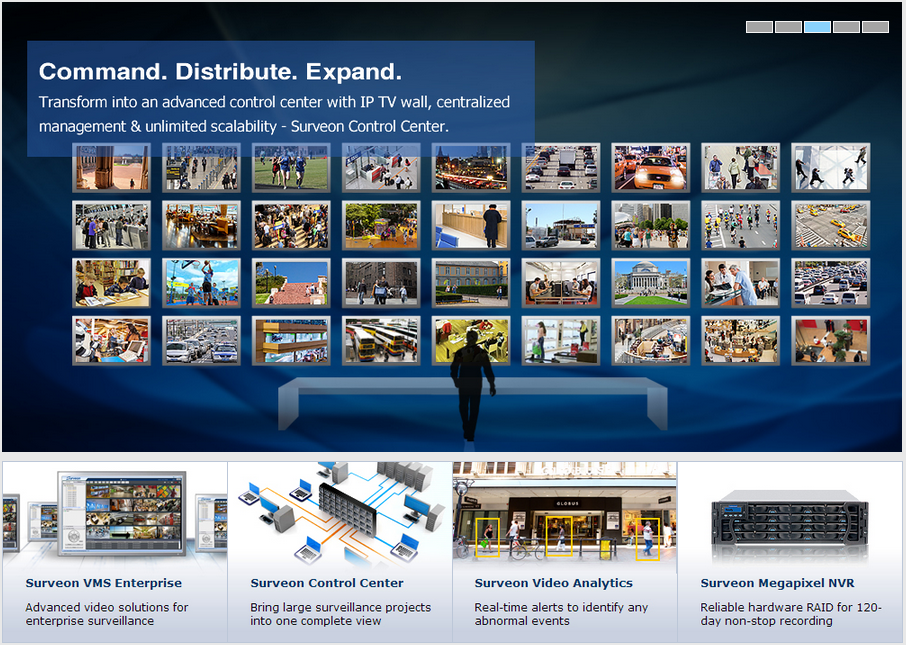 Command. Distribute. Expand.
Transform into an advanced control center with IP TV wall, centralized
management & unlimited scalability - Surveon Control Center.
GLOBUS
Surveon VMS Enterprise
Advanced video solutions for
enterprise surveillance
Surveon Control Center
Bring large surveillance projects
into one complete view
Surveon Video Analytics
Real-time alerts to identify any
abnormal events
Surveon Megapixel NVR
Reliable hardware RAID for 120-
day non-stop recording